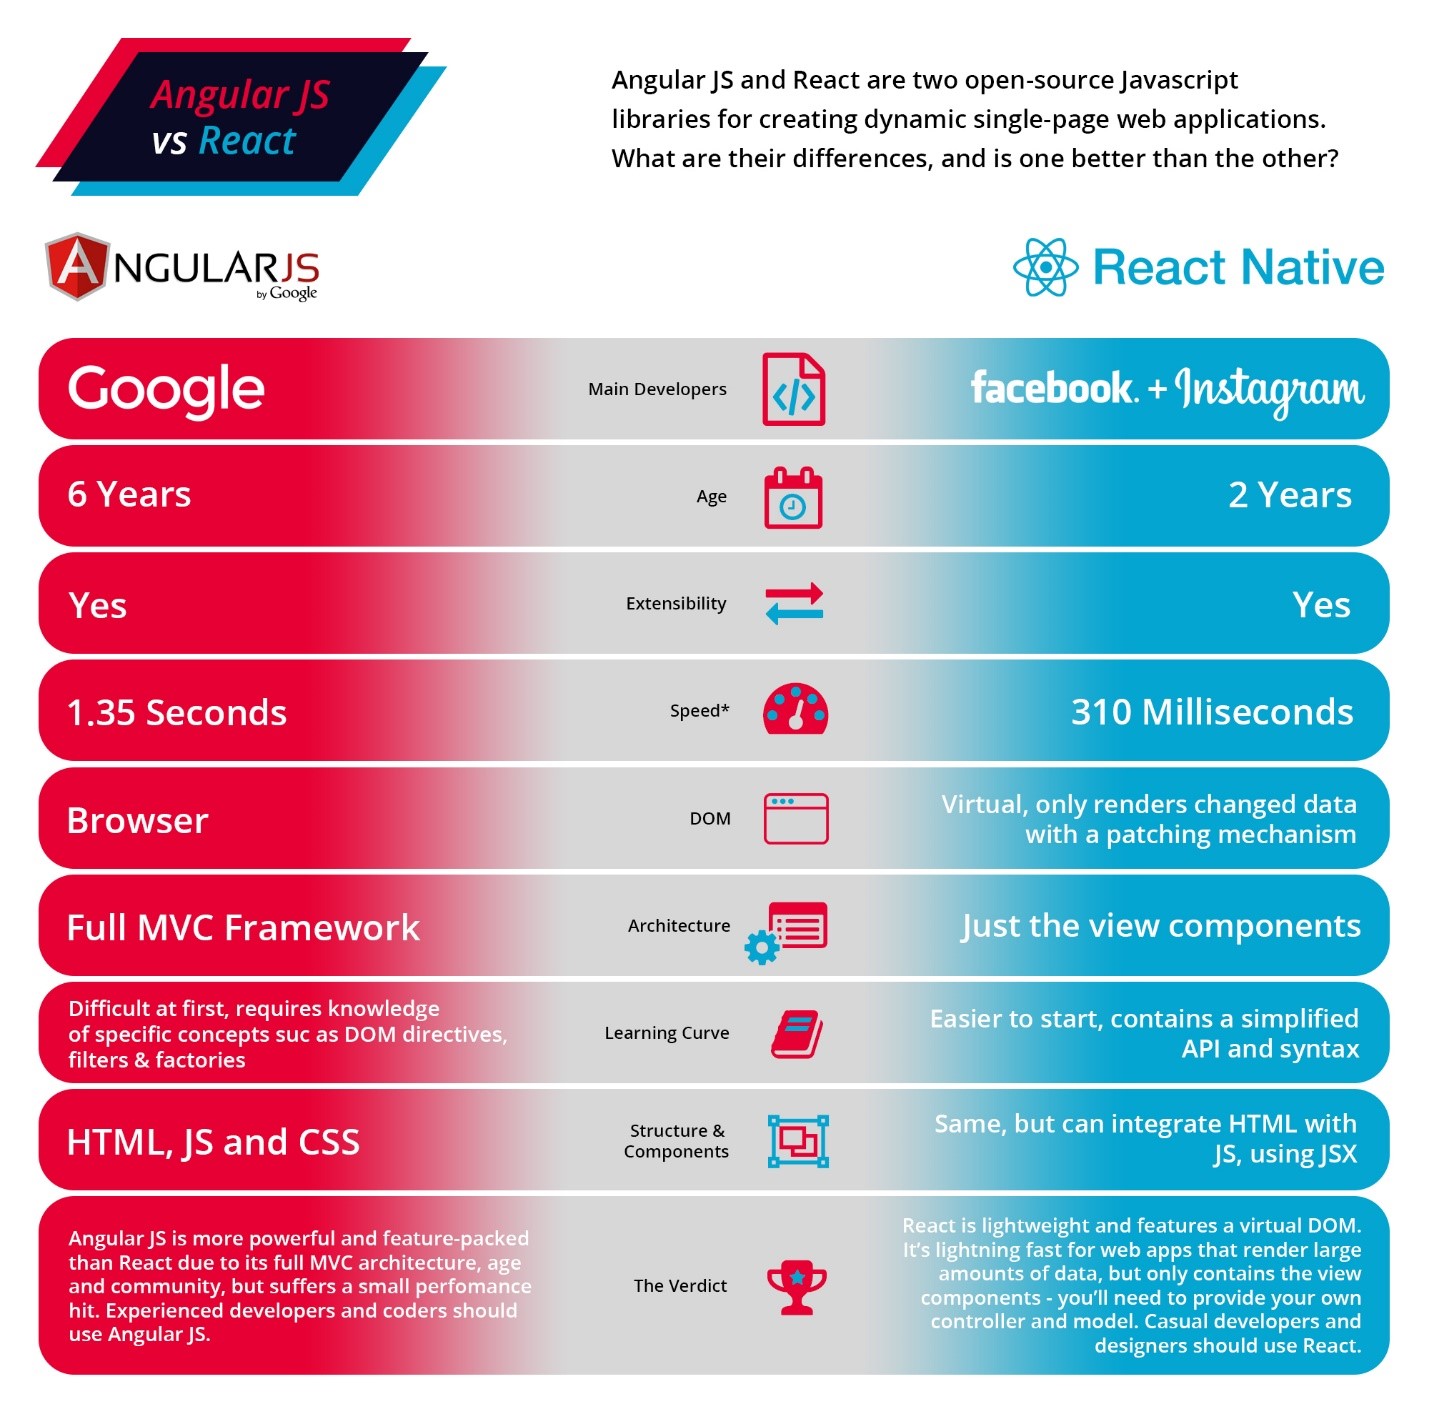 Angular JS
vs React
Angular JS and React are two open-source Javascript
libraries for creating dynamic single-page web applications.
What are their differences, and is one better than the other?
ANGULARJS
by Google
React Native
Google
Main Developers
facebook. + Instagram
6 Years
Age
2 Years
Yes
Extensibility
Yes
1.35 Seconds
Speed*
310 Milliseconds
Browser
DOM
Virtual, only renders changed data
with a patching mechanism
Full MVC Framework
Architecture
Just the view components
Difficult at first, requires knowledge
of specific concepts suc as DOM directives,
filters & factories
Learning Curve
Easier to start, contains a simplified
API and syntax
HTML, JS and CSS
Structure &
Components
Same, but can integrate HTML with
JS, using JSX
Angular JS is more powerful and feature-packed
than React due to its full MVC architecture, age
and community, but suffers a small perfomance
hit. Experienced developers and coders should
use Angular JS.
The Verdict
React is lightweight and features a virtual DOM.
It's lightning fast for web apps that render large
amounts of data, but only contains the view
components - you'll need to provide your own
controller and model. Casual developers and
designers should use React.